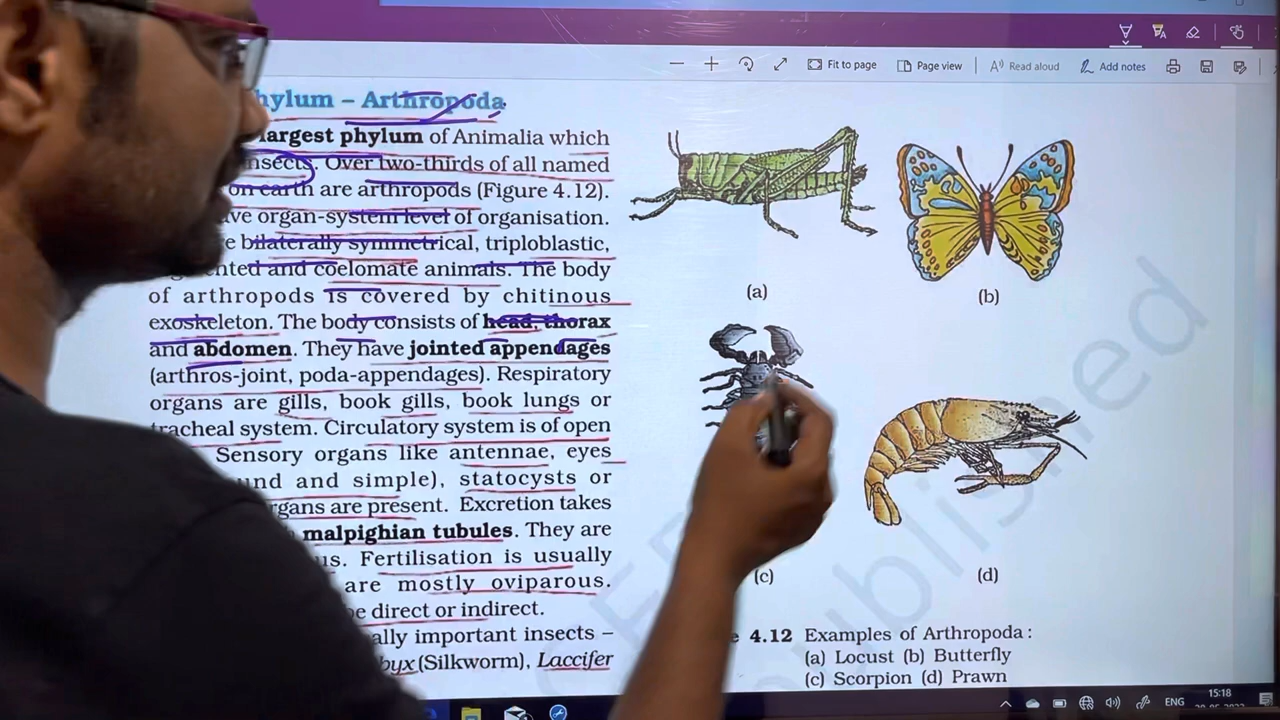 Fit to page Page view Read aloud Add notes
hylum – Arthropoda
largest phylum of Animalia which
nsects. Over two-thirds of all named
on earth are arthropods (Figure 4.12).
ve organ-system level of organisation.
e bilaterally symmetrical, triploblastic,
nted and coelomate animals. The body
of arthropods is covered by chitinous
exoskeleton. The body consists of head, thorax
and abdomen. They have jointed appendages
(arthros-joint, poda-appendages). Respiratory
organs are gills, book gills, book lungs or
tracheal system. Circulatory system is of open
Sensory organs like antennae, eyes
und and simple), statocysts or
rgans are present. Excretion takes
malpighian tubules. They are
us. Fertilisation is usually
are mostly oviparous.
be direct or indirect.
ally important insects –
byx (Silkworm), Laccifer
(a)
(b)
(c)
(d)
4.12 Examples of Arthropoda :
(a) Locust (b) Butterfly
(c) Scorpion (d) Prawn
published
ENG
15:18